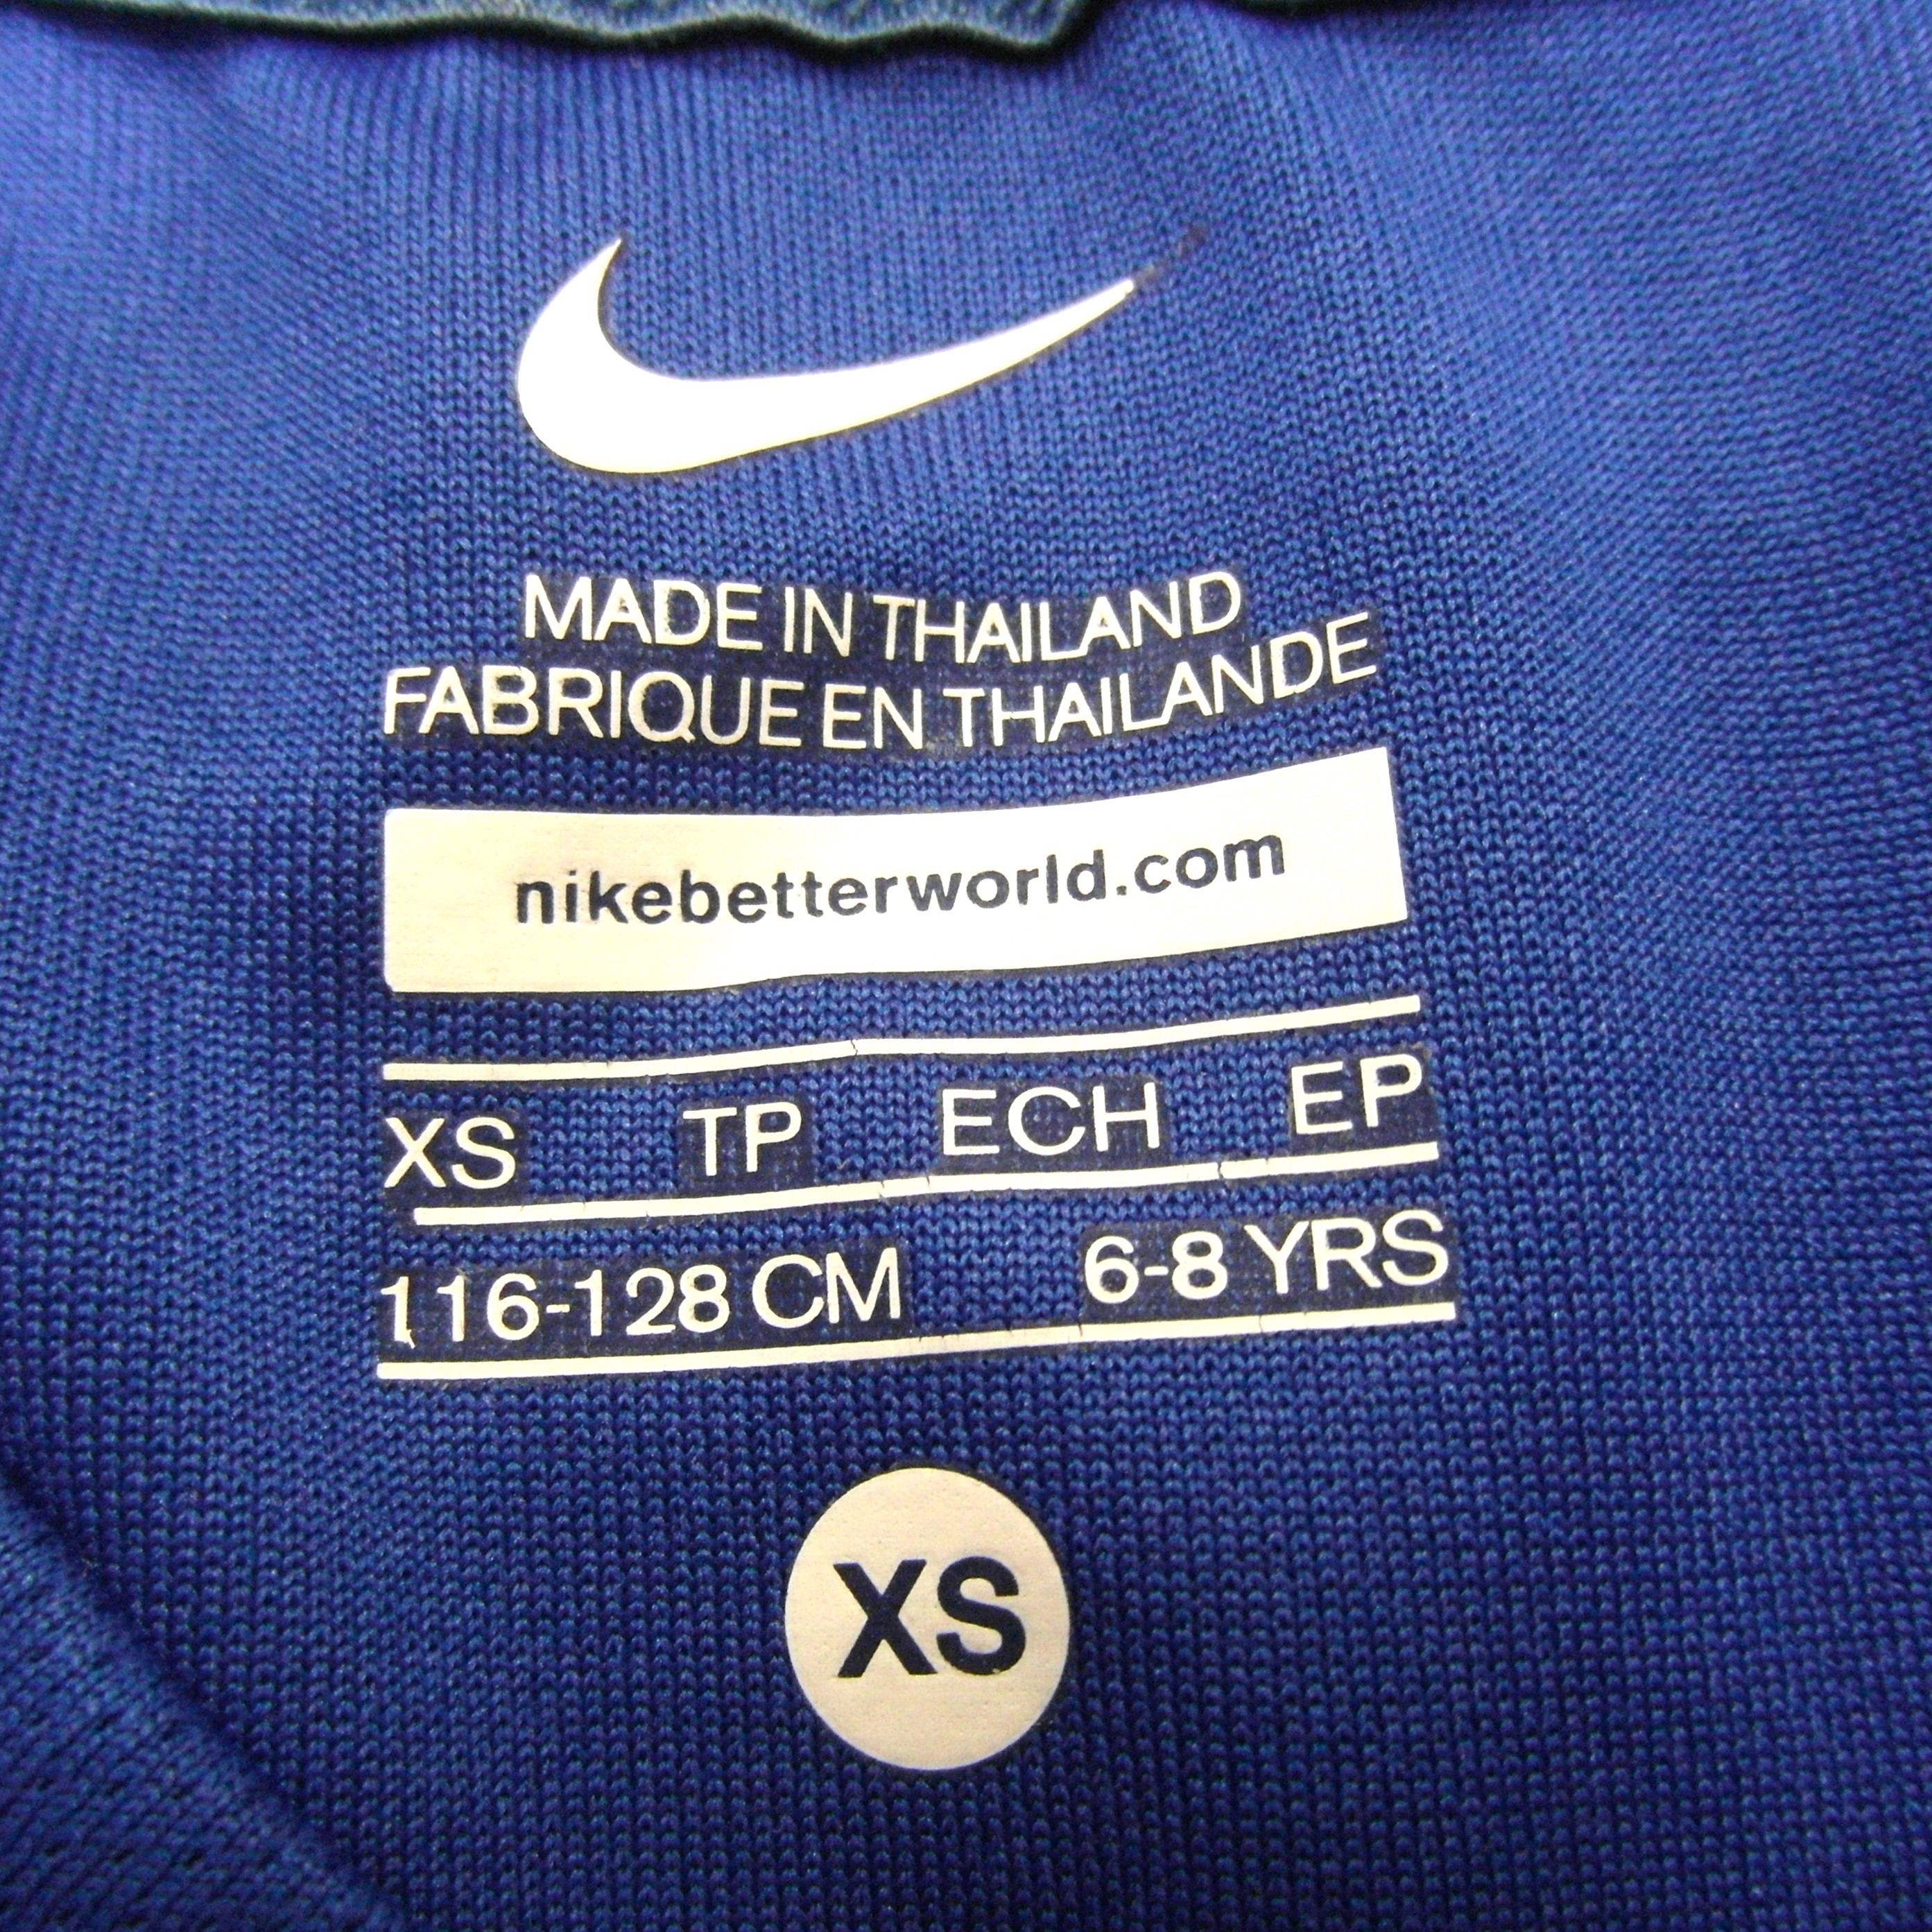 MADE IN THAILAND
FABRIQUE EN THAILANDE
nikebetterworld.com
XS TP ECH EP
116-128 CM 6-8 YRS
XS